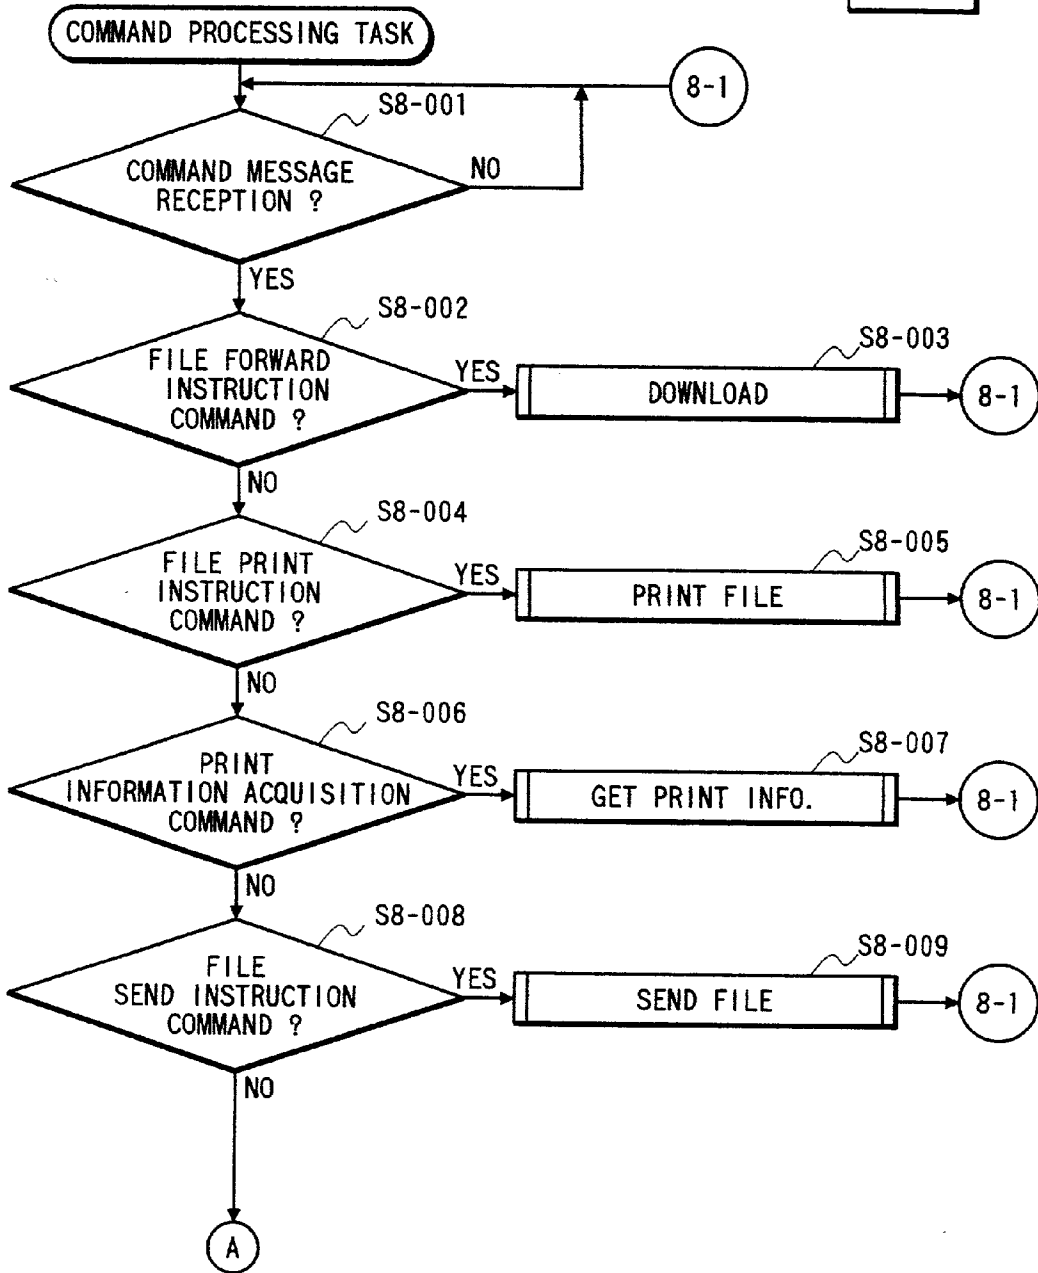 COMMAND PROCESSING TASK
8-1
S8-001
COMMAND MESSAGE
RECEPTION ?
NO
YES
S8-002
FILE FORWARD
INSTRUCTION
COMMAND ?
YES
S8-003
DOWNLOAD
8-1
NO
S8-004
FILE PRINT
INSTRUCTION
COMMAND ?
YES
S8-005
PRINT FILE
8-1
NO
S8-006
PRINT
INFORMATION ACQUISITION
COMMAND ?
YES
S8-007
GET PRINT INFO.
8-1
NO
S8-008
FILE
SEND INSTRUCTION
COMMAND ?
YES
S8-009
SEND FILE
8-1
NO
A